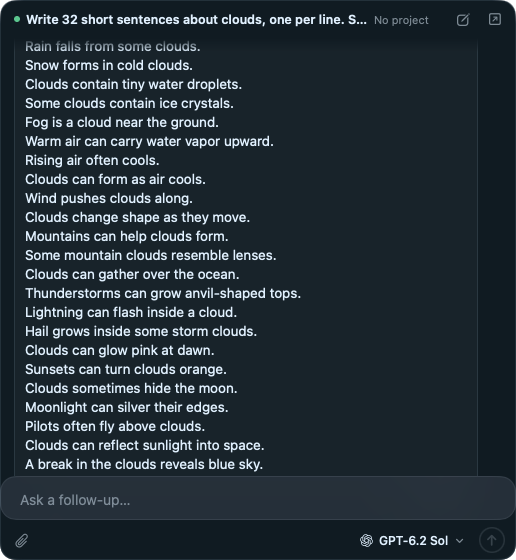 Write 32 short sentences about clouds, one per line. S... No project
Rain falls from some clouds.
Snow forms in cold clouds.
Clouds contain tiny water droplets.
Some clouds contain ice crystals.
Fog is a cloud near the ground.
Warm air can carry water vapor upward.
Rising air often cools.
Clouds can form as air cools.
Wind pushes clouds along.
Clouds change shape as they move.
Mountains can help clouds form.
Some mountain clouds resemble lenses.
Clouds can gather over the ocean.
Thunderstorms can grow anvil-shaped tops.
Lightning can flash inside a cloud.
Hail grows inside some storm clouds.
Clouds can glow pink at dawn.
Sunsets can turn clouds orange.
Clouds sometimes hide the moon.
Moonlight can silver their edges.
Pilots often fly above clouds.
Clouds can reflect sunlight into space.
A break in the clouds reveals blue sky.
Ask a follow-up...
GPT-6.2 Sol